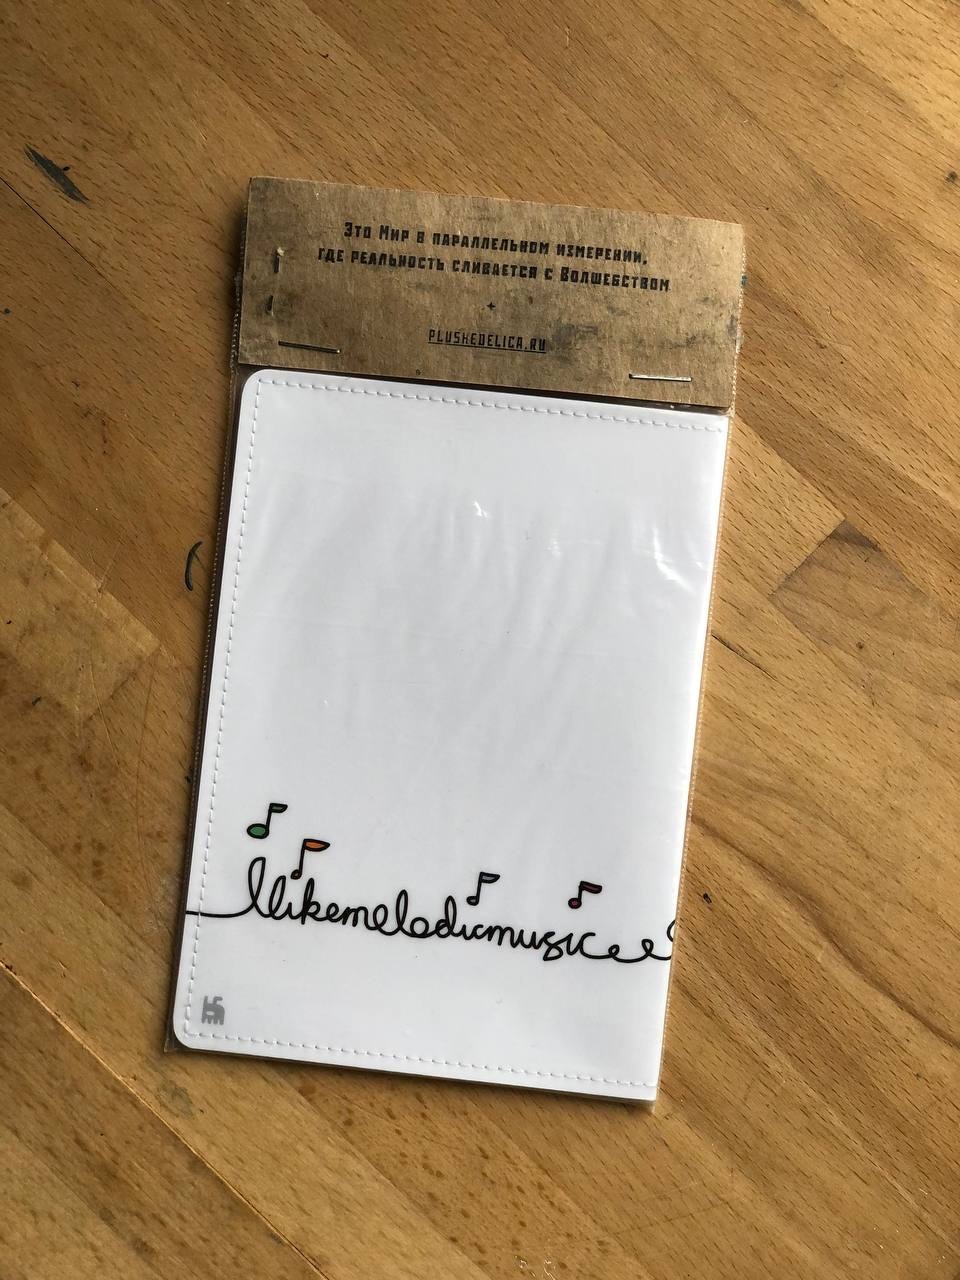 Это Мир в параллельном измерении,
где реальность сливается с Волшебством
PLUSHEDELICA.RU
Ilikemelodicmusic